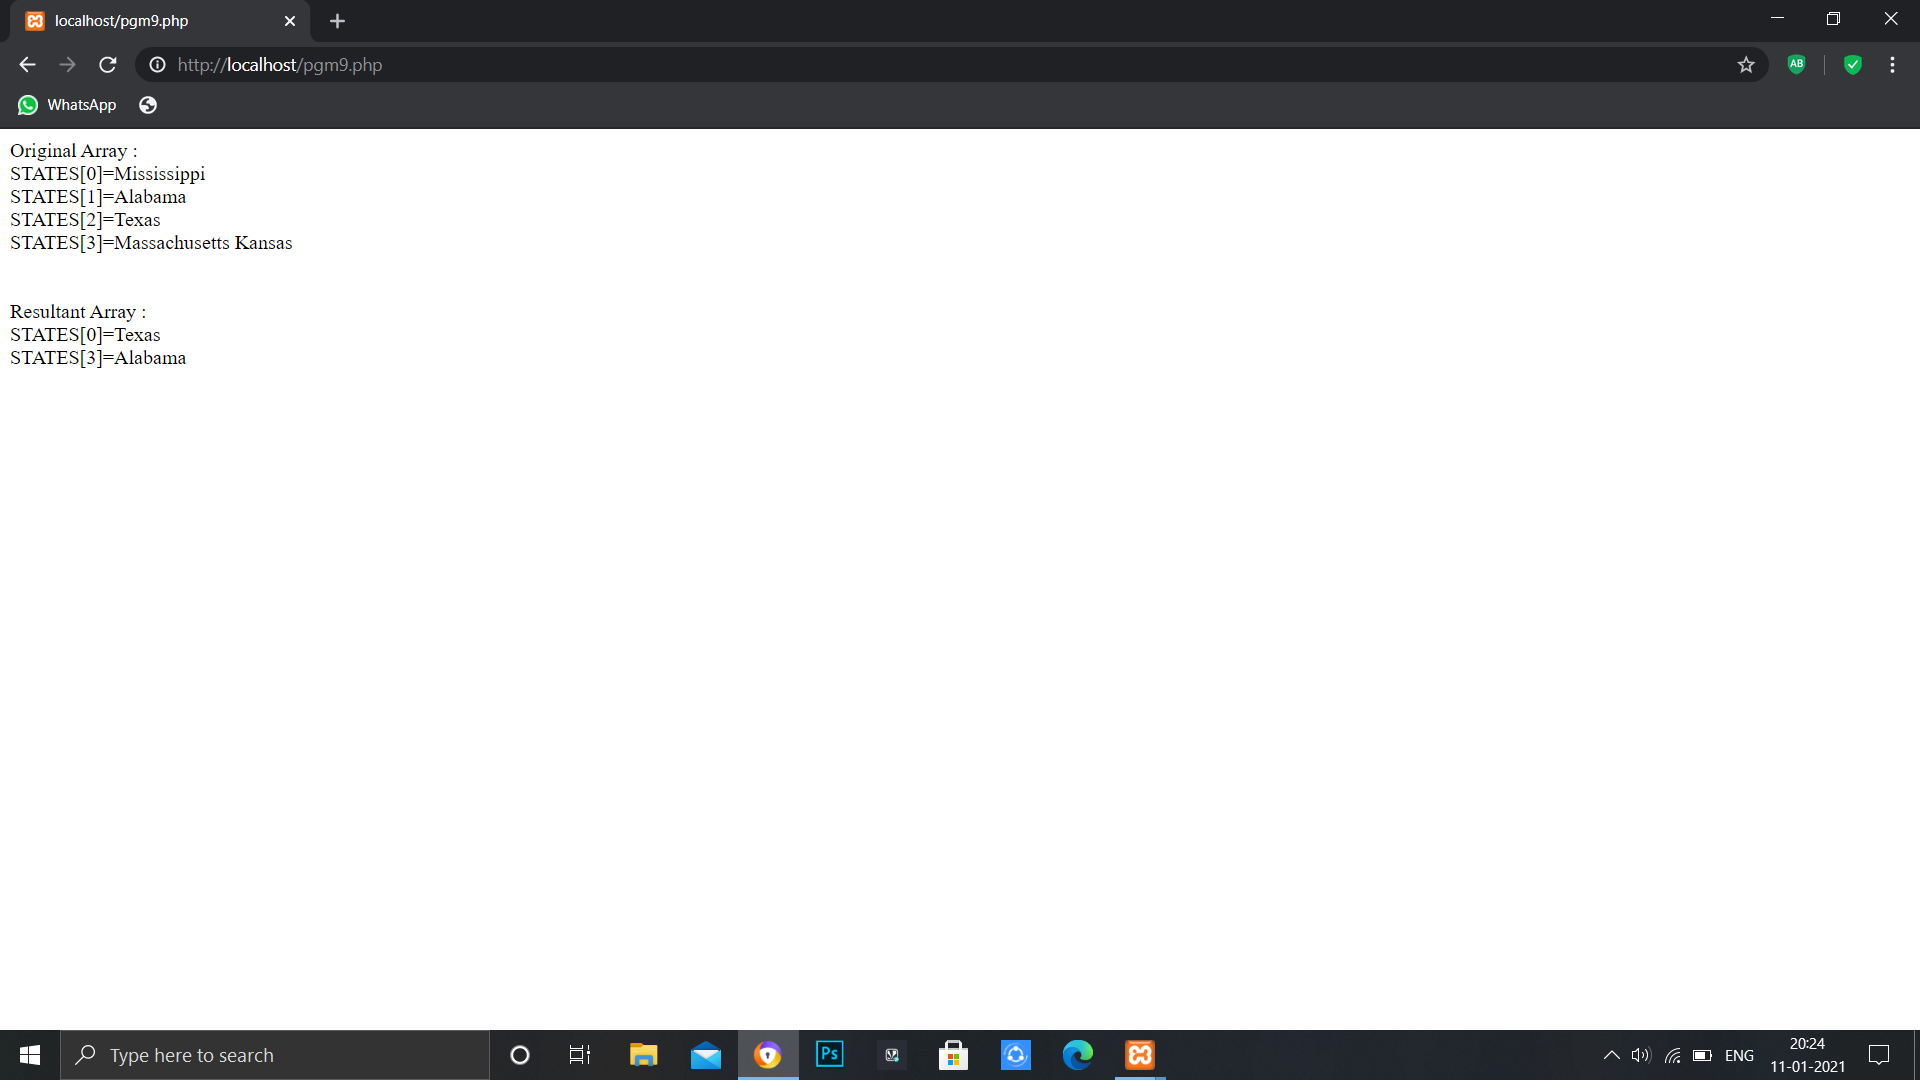 localhost/pgm9.php
http://localhost/pgm9.php
AB
WhatsApp
Original Array :
STATES[0]=Mississippi
STATES[1]=Alabama
STATES[2]=Texas
STATES[3]=Massachusetts Kansas
Resultant Array :
STATES[0]=Texas
STATES[3]=Alabama
Type here to search
Ps
ENG
20:24
11-01-2021